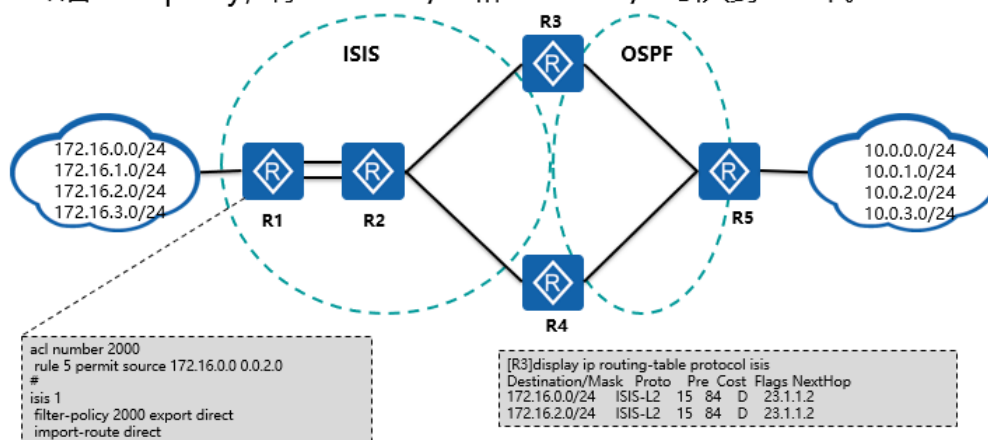 R3
ISIS
OSPF
172.16.0.0/24
172.16.1.0/24
172.16.2.0/24
172.16.3.0/24
10.0.0.0/24
10.0.1.0/24
10.0.2.0/24
10.0.3.0/24
R
R
R
R
R
R1
R2
R5
R4
acl number 2000
rule 5 permit source 172.16.0.0 0.0.2.0
#
isis 1
filter-policy 2000 export direct
import-route direct
[R3]display ip routing-table protocol isis
Destination/Mask Proto Pre Cost Flags NextHop
172.16.0.0/24 ISIS-L2 15 84 D 23.1.1.2
172.16.2.0/24 ISIS-L2 15 84 D 23.1.1.2